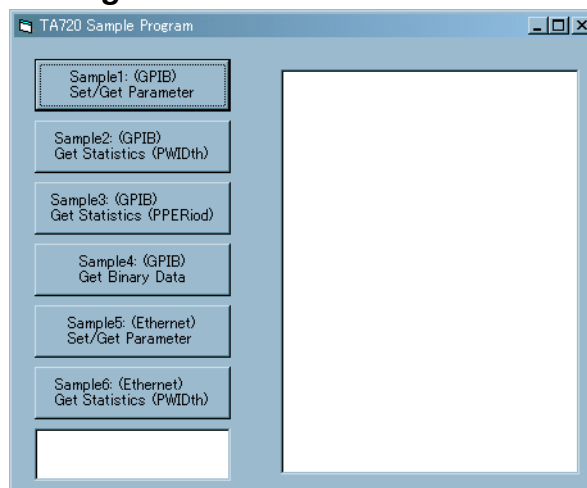 TA720 Sample Program
Sample1: (GPIB)
Set/Get Parameter
Sample2: (GPIB)
Get Statistics (PWIDth)
Sample3: (GPIB)
Get Statistics (PPERiod)
Sample4: (GPIB)
Get Binary Data
Sample5: (Ethernet)
Set/Get Parameter
Sample6: (Ethernet)
Get Statistics (PWIDth)